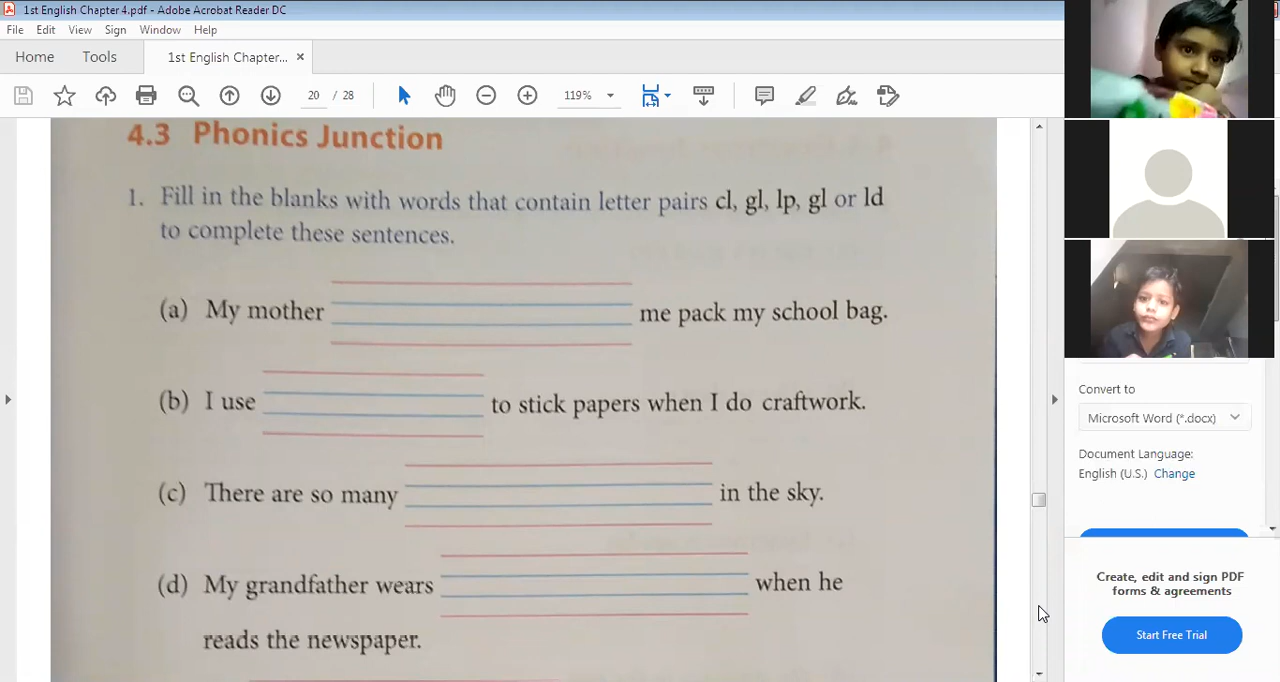 1st English Chapter 4.pdf - Adobe Acrobat Reader DC
File Edit View Sign Window Help
Home Tools 1st English Chapter... ×
20 / 28 119%
4.3 Phonics Junction
1. Fill in the blanks with words that contain letter pairs cl, gl, lp, gl or ld
to complete these sentences.
(a) My mother me pack my school bag.
(b) I use to stick papers when I do craftwork.
(c) There are so many in the sky.
(d) My grandfather wears when he
reads the newspaper.
Convert to
Microsoft Word (*.docx)
Document Language:
English (U.S.) Change
Create, edit and sign PDF
forms & agreements
Start Free Trial